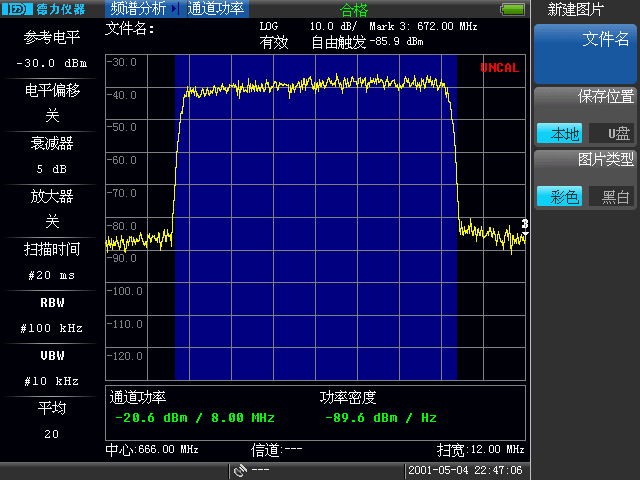 德力仪器 频谱分析 通道功率 合格 新建图片
文件名:
LOG 10.0 dB/ Mark 3: 672.00 MHz
有效 自由触发 -85.9 dBm
参考电平
-30.0 dBm
电平偏移
关
衰减器
5 dB
放大器
关
扫描时间
#20 ms
RBW
#100 kHz
VBW
#10 kHz
平均
20
-30.0
UNCAL
-40.0
-50.0
-60.0
-70.0
-80.0
3
-90.0
-100.0
-110.0
-120.0
通道功率 功率密度
-20.6 dBm / 8.00 MHz -89.6 dBm / Hz
中心:666.00 MHz 信道:--- 扫宽:12.00 MHz
--- 2001-05-04 22:47:06
文件名
保存位置
本地 U盘
图片类型
彩色 黑白